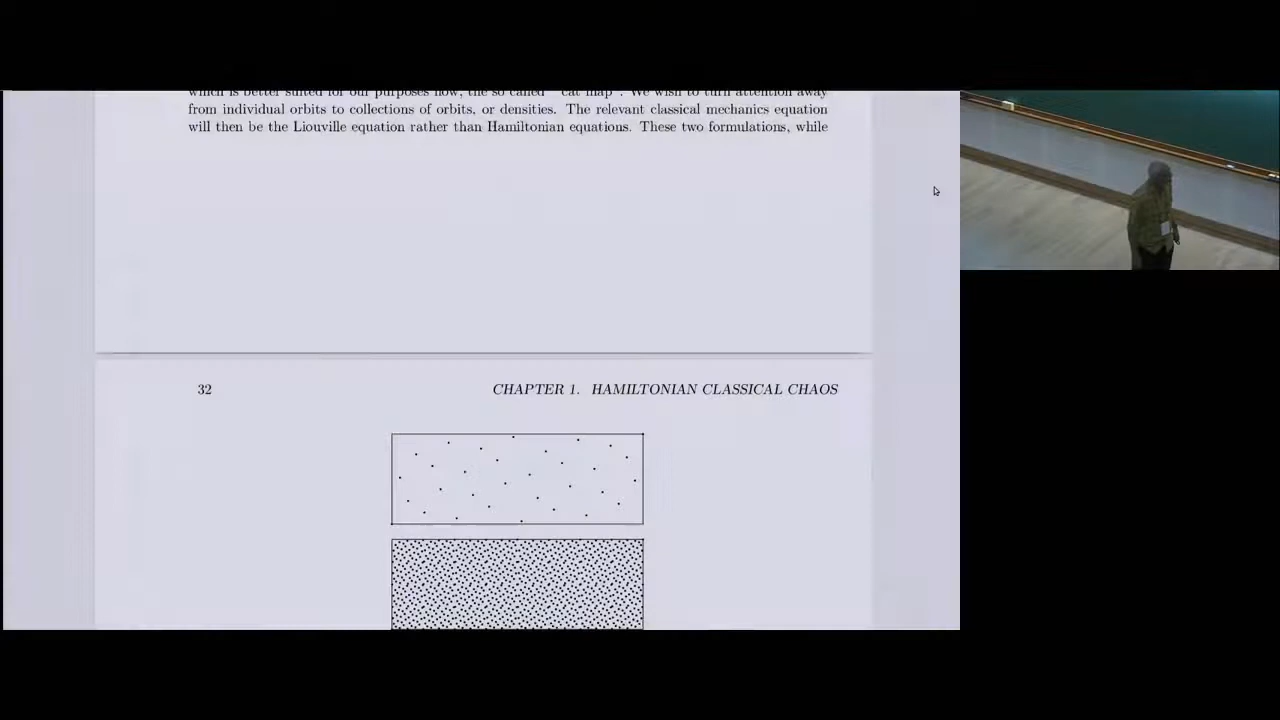 which is better suited for our purposes now, the so called "cat map". We wish to turn attention away
from individual orbits to collections of orbits, or densities. The relevant classical mechanics equation
will then be the Liouville equation rather than Hamiltonian equations. These two formulations, while
32 CHAPTER 1. HAMILTONIAN CLASSICAL CHAOS